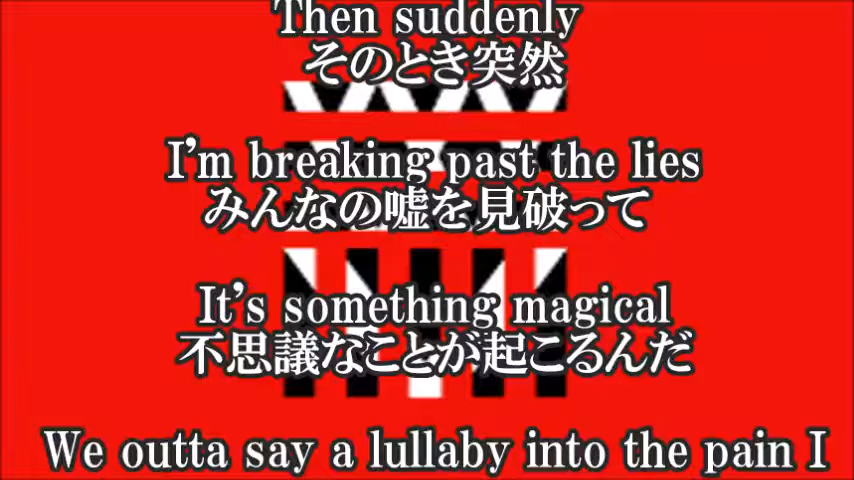 Then suddenly
そのとき突然
I'm breaking past the lies
みんなの嘘を見破って
It's something magical
不思議なことが起こるんだ
We outta say a lullaby into the pain I